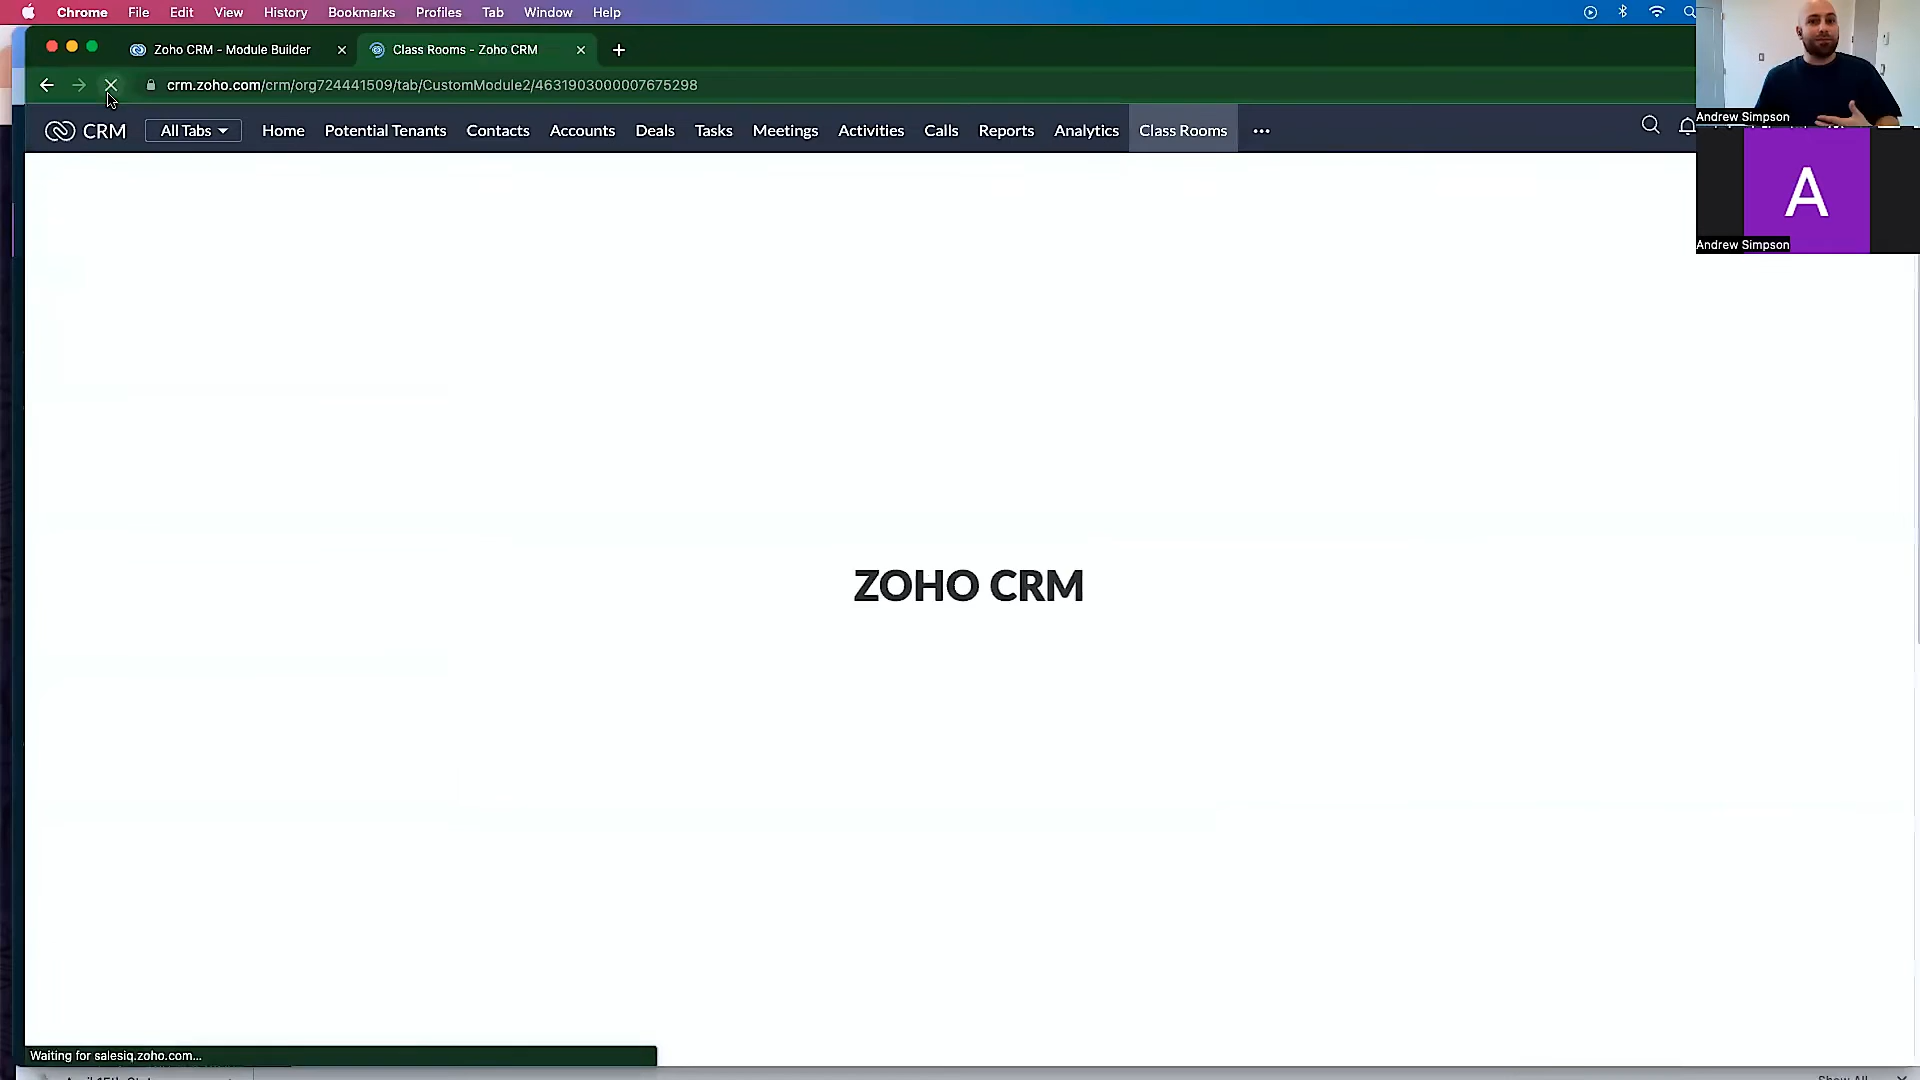 Chrome File Edit View History Bookmarks Profiles Tab Window Help
Zoho CRM - Module Builder
Class Rooms - Zoho CRM
crm.zoho.com/crm/org724441509/tab/CustomModule2/4631903000007675298
CRM All Tabs Home Potential Tenants Contacts Accounts Deals Tasks Meetings Activities Calls Reports Analytics Class Rooms ...
Andrew Simpson
A
Andrew Simpson
ZOHO CRM
Waiting for salesiq.zoho.com...
Show All